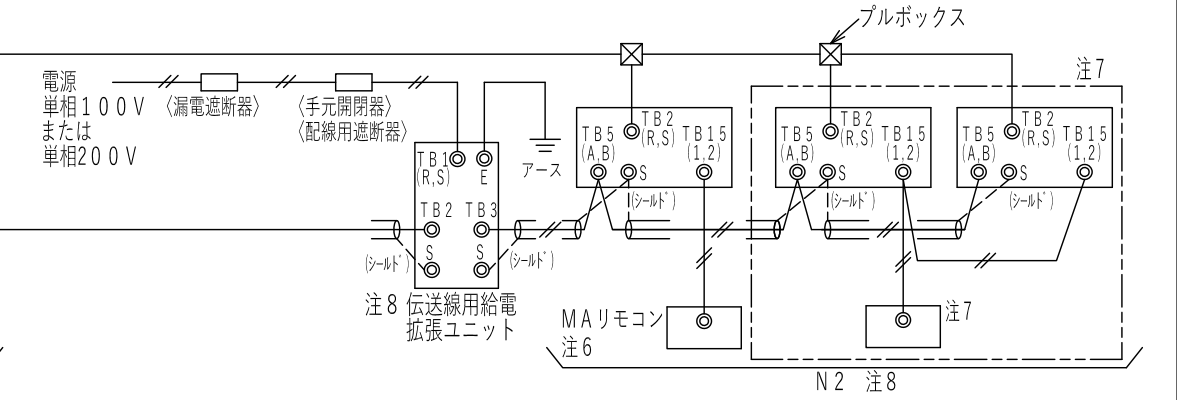 プルボックス
注7
電源
単相100V
または
単相200V
〈漏電遮断器〉
〈手元開閉器〉
〈配線用遮断器〉
アース
TB1
(R,S)
E
TB2
TB3
S
S
(シールド)
(シールド)
注8 伝送線用給電
拡張ユニット
TB2
(R,S)
TB5
(A,B)
S
TB15
(1,2)
(シールド)
TB2
(R,S)
TB5
(A,B)
S
TB15
(1,2)
(シールド)
TB2
(R,S)
TB5
(A,B)
S
TB15
(1,2)
(シールド)
MAリモコン
注6
注7
N2 注8